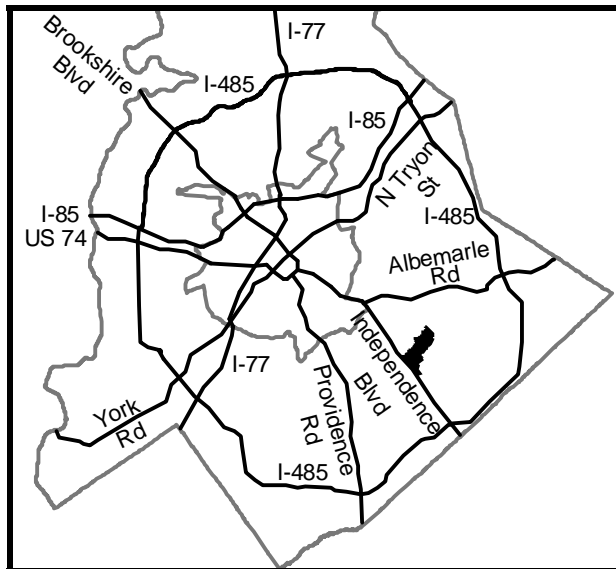 I-77
Brookshire
Blvd
I-485
I-85
N Tryon
St
I-85
US 74
I-485
Albemarle
Rd
Independence
Blvd
I-77
Providence
Rd
York
Rd
I-485